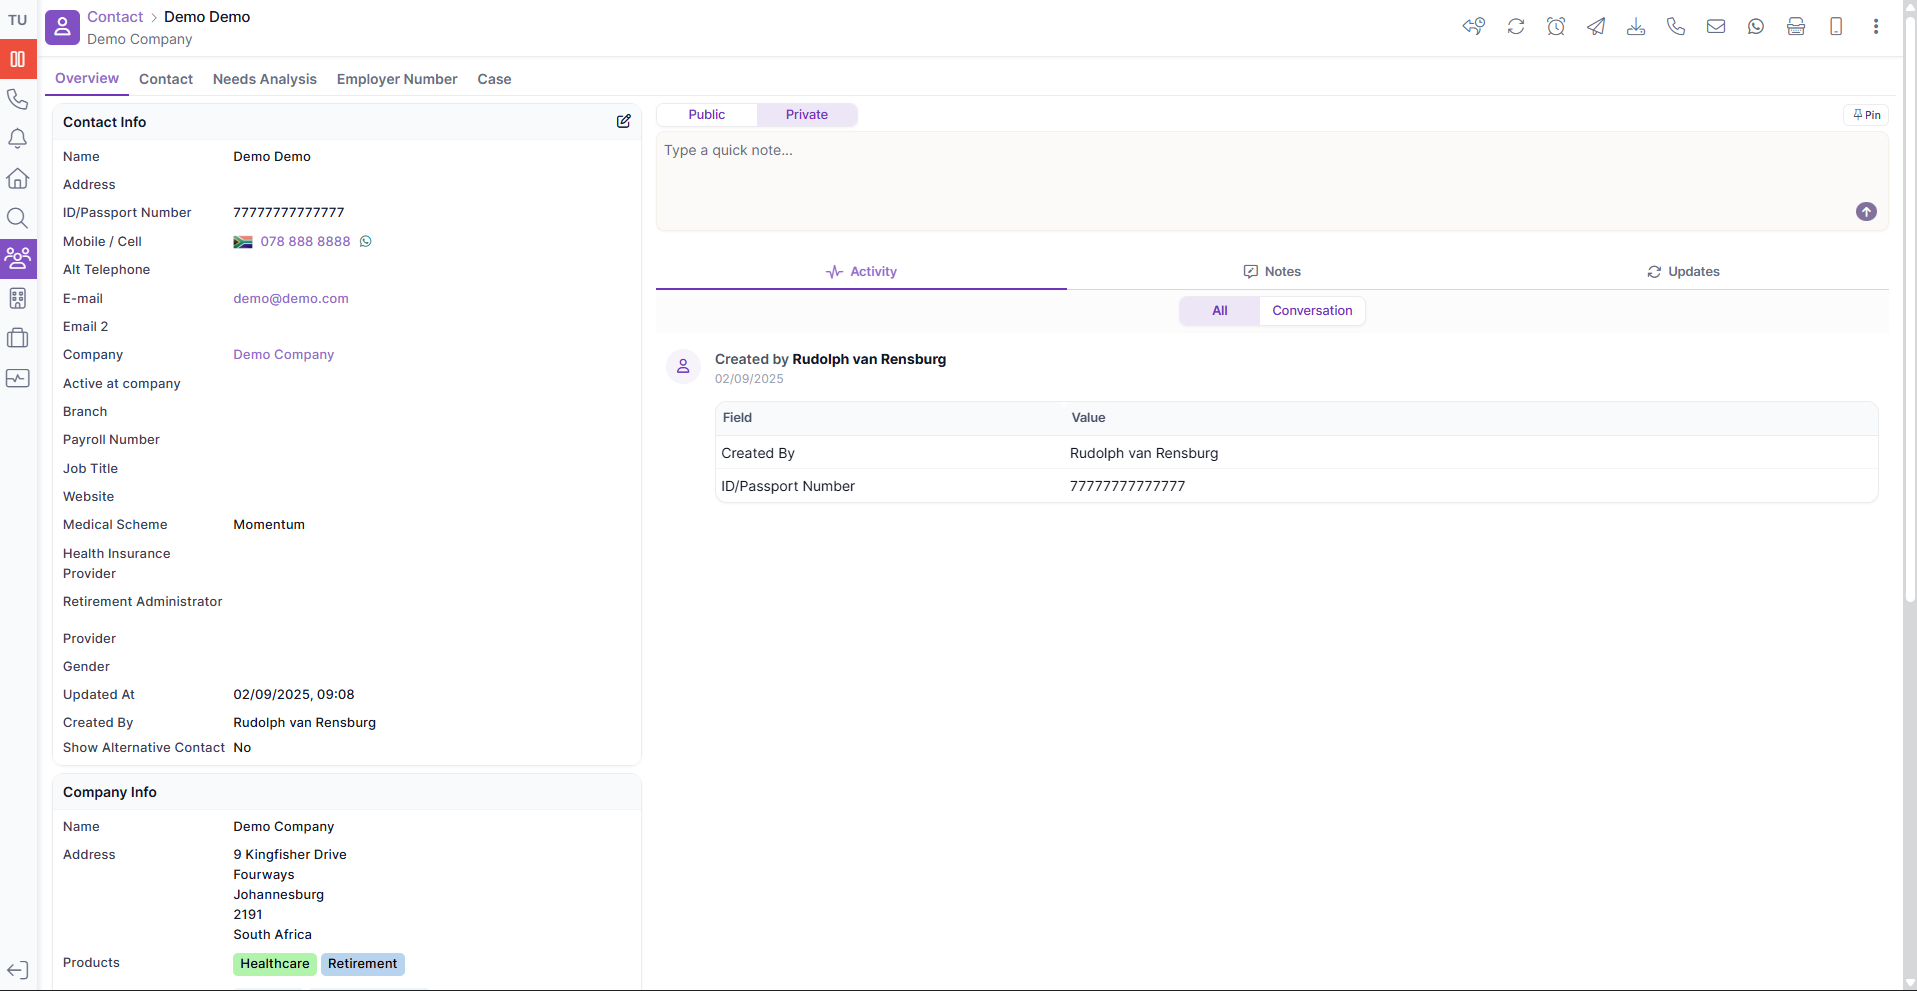 TU
Contact > Demo Demo
Demo Company
Overview
Contact
Needs Analysis
Employer Number
Case
Contact Info
Name
Demo Demo
Address
ID/Passport Number
77777777777777
Mobile / Cell
078 888 8888
Alt Telephone
E-mail
demo@demo.com
Email 2
Company
Demo Company
Active at company
Branch
Payroll Number
Job Title
Website
Medical Scheme
Momentum
Health Insurance
Provider
Retirement Administrator
Provider
Gender
Updated At
02/09/2025, 09:08
Created By
Rudolph van Rensburg
Show Alternative Contact
No
Company Info
Name
Demo Company
Address
9 Kingfisher Drive
Fourways
Johannesburg
2191
South Africa
Products
Healthcare
Retirement
Public
Private
Pin
Type a quick note...
Activity
Notes
Updates
All
Conversation
Created by Rudolph van Rensburg
02/09/2025
Field
Value
Created By
Rudolph van Rensburg
ID/Passport Number
77777777777777